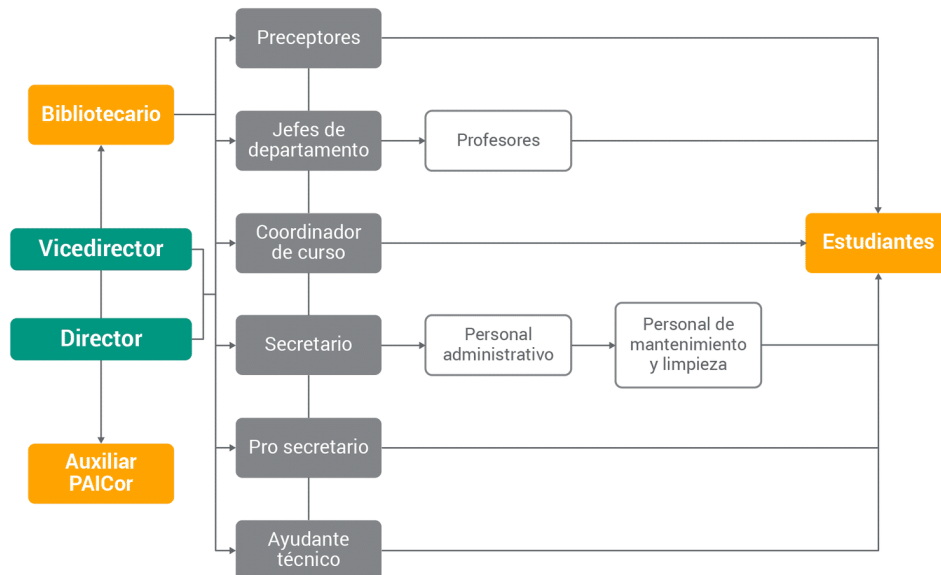 Preceptores
Bibliotecario
Jefes de
departamento
Profesores
Vicedirector
Coordinador
de curso
Estudiantes
Director
Secretario
Personal
administrativo
Personal de
mantenimiento
y limpieza
Auxiliar
PAICor
Pro secretario
Ayudante
técnico